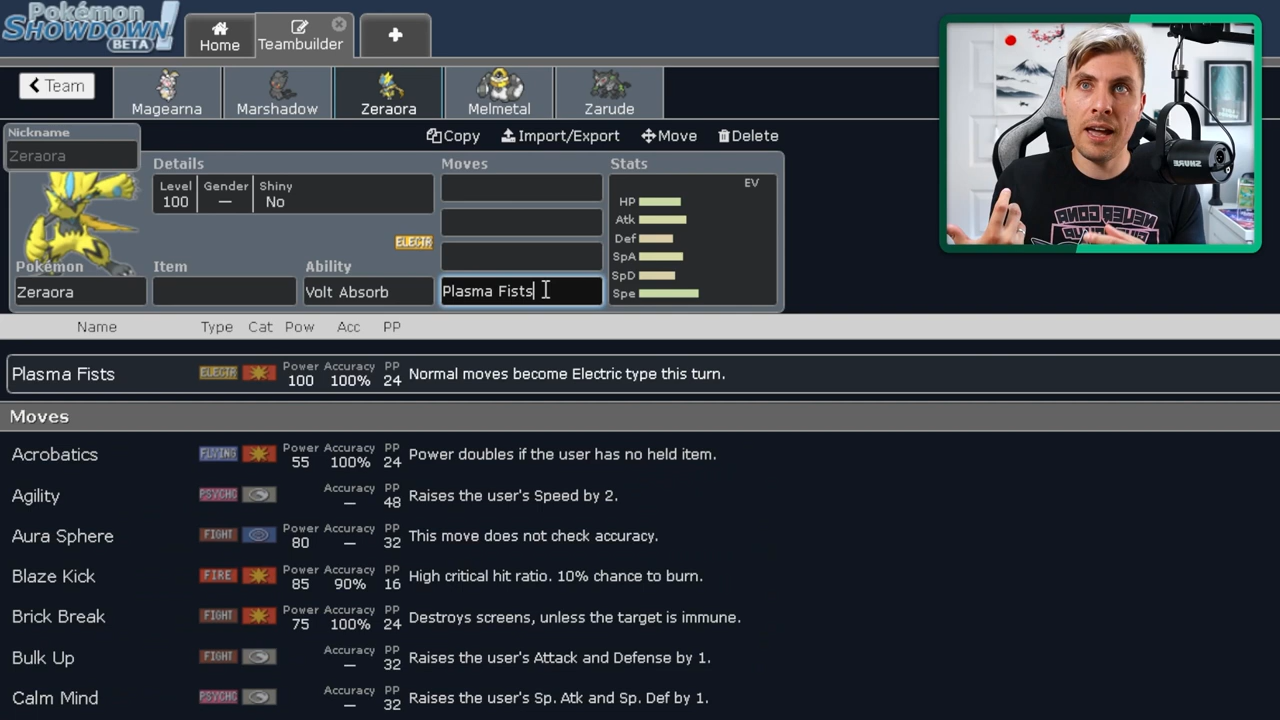 Pokémon
SHOWDOWN!
BETA
Home
Teambuilder
+
Team
Magearna
Marshadow
Zeraora
Melmetal
Zarude
Copy
Import/Export
Move
Delete
Nickname
Zeraora
Details
Level Gender Shiny
100 — No
ELECTR
Pokémon
Zeraora
Item
Ability
Volt Absorb
Moves
Plasma Fists
Stats
EV
HP
Atk
Def
SpA
SpD
Spe
SHURE
NEVER GONNA
Name Type Cat Pow Acc PP
Plasma Fists ELECTR Power 100 Accuracy 100% PP 24 Normal moves become Electric type this turn.
Moves
Acrobatics FLYING Power 55 Accuracy 100% PP 24 Power doubles if the user has no held item.
Agility PSYCHC Accuracy — PP 48 Raises the user's Speed by 2.
Aura Sphere FIGHT Power 80 Accuracy — PP 32 This move does not check accuracy.
Blaze Kick FIRE Power 85 Accuracy 90% PP 16 High critical hit ratio. 10% chance to burn.
Brick Break FIGHT Power 75 Accuracy 100% PP 24 Destroys screens, unless the target is immune.
Bulk Up FIGHT Accuracy — PP 32 Raises the user's Attack and Defense by 1.
Calm Mind PSYCHC Accuracy — PP 32 Raises the user's Sp. Atk and Sp. Def by 1.